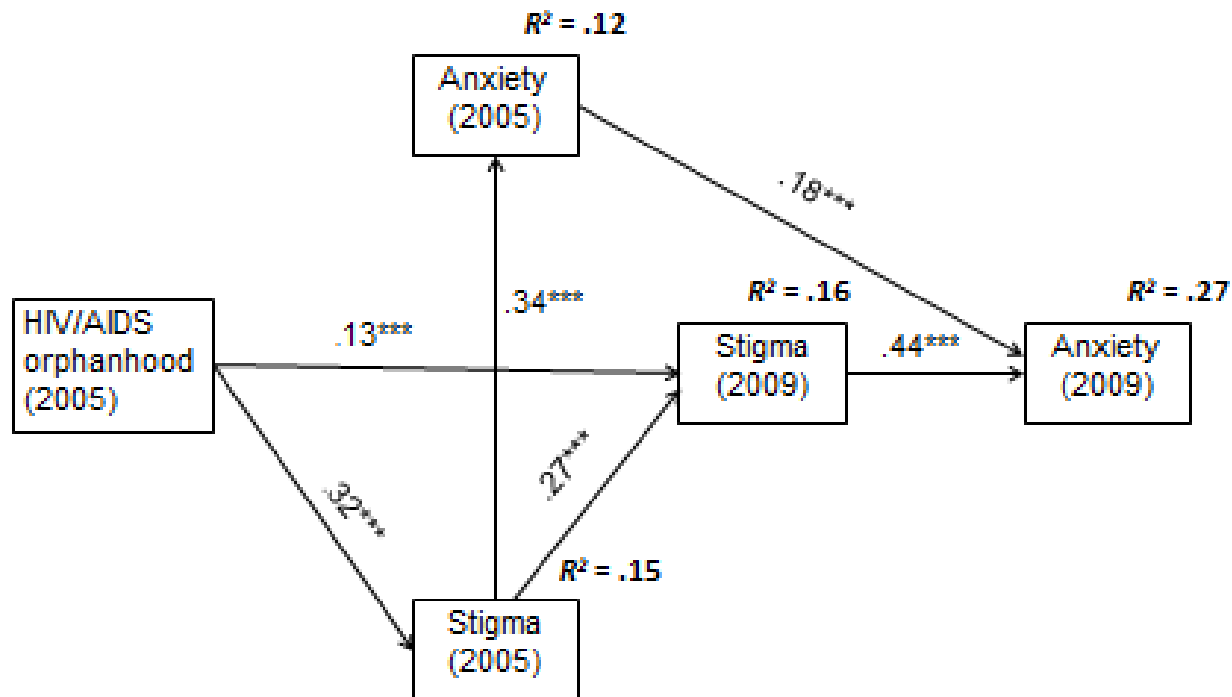 R² = .12
Anxiety
(2005)
.18***
R² = .16
R² = .27
HIV/AIDS
orphanhood
(2005)
.13***
.34***
Stigma
(2009)
.44***
Anxiety
(2009)
.32***
.27***
R² = .15
Stigma
(2005)